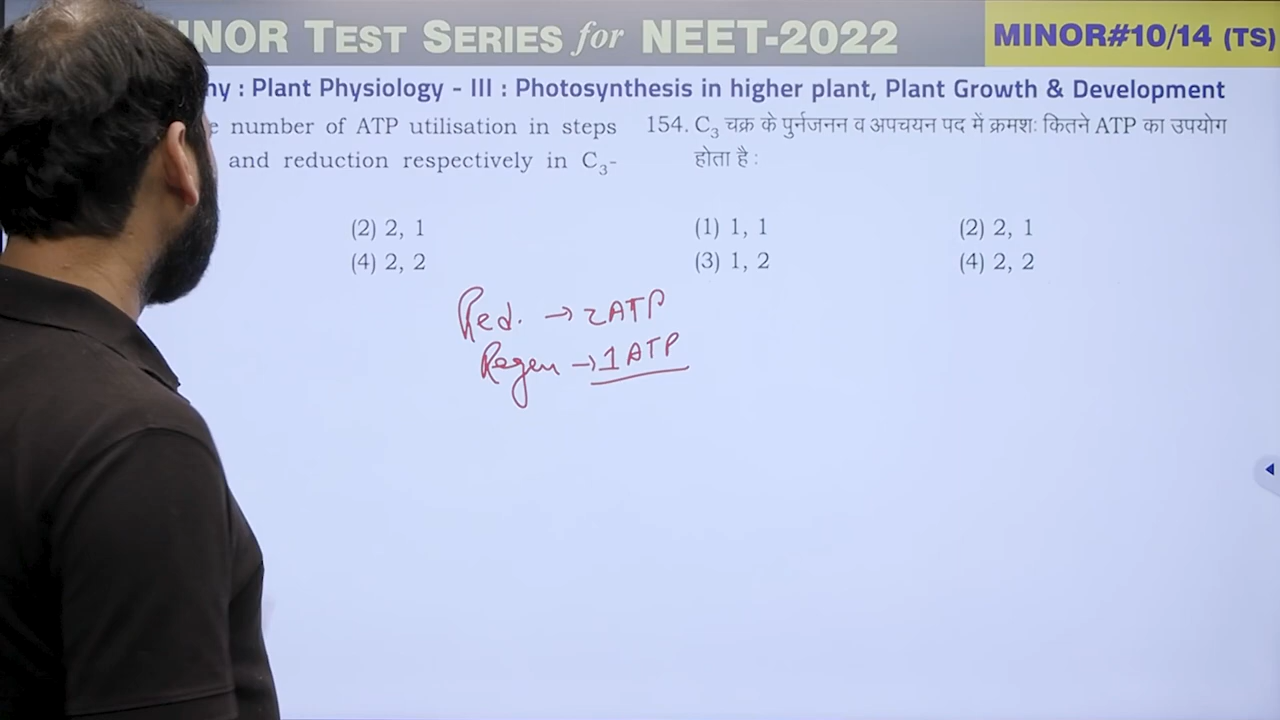 TEST SERIES for NEET-2022
MINOR#10/14 (TS)
: Plant Physiology - III : Photosynthesis in higher plant, Plant Growth & Development
number of ATP utilisation in steps
and reduction respectively in C₃-
(2) 2, 1
(4) 2, 2
154. C₃ चक्र के पुर्नजनन व अपचयन पद में क्रमशः कितने ATP का उपयोग
होता है :
(1) 1, 1
(2) 2, 1
(3) 1, 2
(4) 2, 2
Red. → 2ATP
Regen → 1 ATP